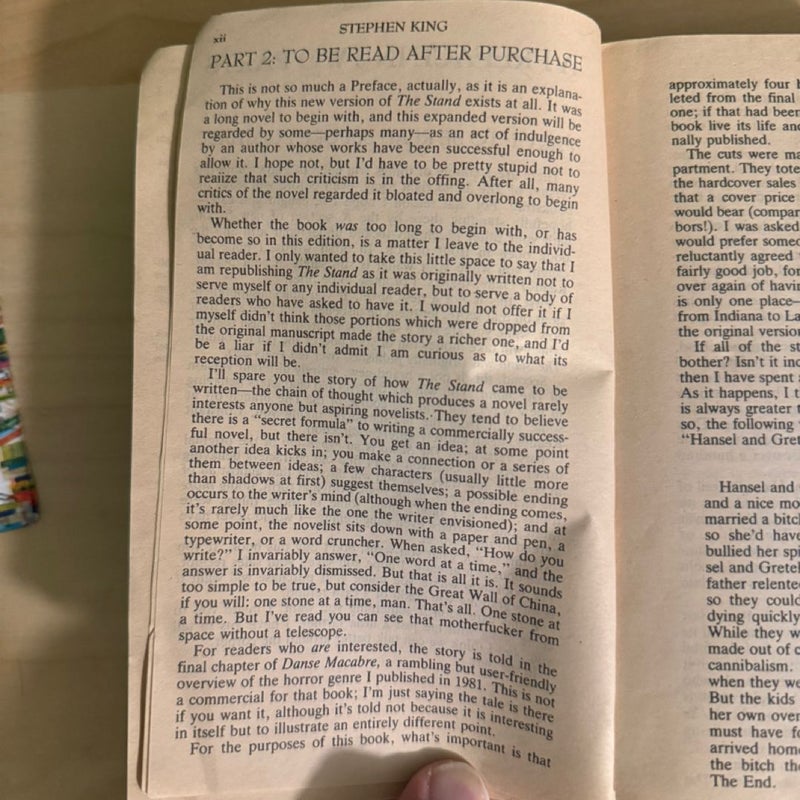 xii
STEPHEN KING
PART 2: TO BE READ AFTER PURCHASE
This is not so much a Preface, actually, as it is an explana-
tion of why this new version of The Stand exists at all. It was
a long novel to begin with, and this expanded version will be
regarded by some—perhaps many—as an act of indulgence
by an author whose works have been successful enough to
allow it. I hope not, but I'd have to be pretty stupid not to
reaiize that such criticism is in the offing. After all, many
critics of the novel regarded it bloated and overlong to begin
with.
Whether the book was too long to begin with, or has
become so in this edition, is a matter I leave to the individ-
ual reader. I only wanted to take this little space to say that I
am republishing The Stand as it was originally written not to
serve myself or any individual reader, but to serve a body of
readers who have asked to have it. I would not offer it if I
myself didn't think those portions which were dropped from
the original manuscript made the story a richer one, and I'd
be a liar if I didn't admit I am curious as to what its
reception will be.
I'll spare you the story of how The Stand came to be
written—the chain of thought which produces a novel rarely
interests anyone but aspiring novelists. They tend to believe
there is a "secret formula" to writing a commercially success-
ful novel, but there isn't. You get an idea; at some point
another idea kicks in; you make a connection or a series of
them between ideas; a few characters (usually little more
than shadows at first) suggest themselves; a possible ending
occurs to the writer's mind (although when the ending comes,
it's rarely much like the one the writer envisioned); and at
some point, the novelist sits down with a paper and pen, a
typewriter, or a word cruncher. When asked, "How do you
write?" I invariably answer, "One word at a time," and the
answer is invariably dismissed. But that is all it is. It sounds
too simple to be true, but consider the Great Wall of China,
if you will: one stone at a time, man. That's all. One stone at
a time. But I've read you can see that motherfucker from
space without a telescope.
For readers who are interested, the story is told in the
final chapter of Danse Macabre, a rambling but user-friendly
overview of the horror genre I published in 1981. This is not
a commercial for that book; I'm just saying the tale is there
if you want it, although it's told not because it is interesting
in itself but to illustrate an entirely different point.
For the purposes of this book, what's important is that
approximately four
leted from the final
one; if that had been
book live its life and
nally published.
The cuts were
partment. They tote
the hardcover sales
that a cover price
would bear (compar
bors!). I was asked
would prefer someo
reluctantly agreed
fairly good job, for
over again of havin
is only one place—
from Indiana to La
the original versio
If all of the st
bother? Isn't it in
then I have spent
As it happens, I t
is always greater
so, the following
"Hansel and Gret
Hansel and
and a nice mo
married a bitc
so she'd have
bullied her spi
sel and Gretel
father relente
so they could
dying quickly
While they w
made out of c
cannibalism.
when they we
But the kids
her own over
must have fo
arrived hom
the bitch th
The End.